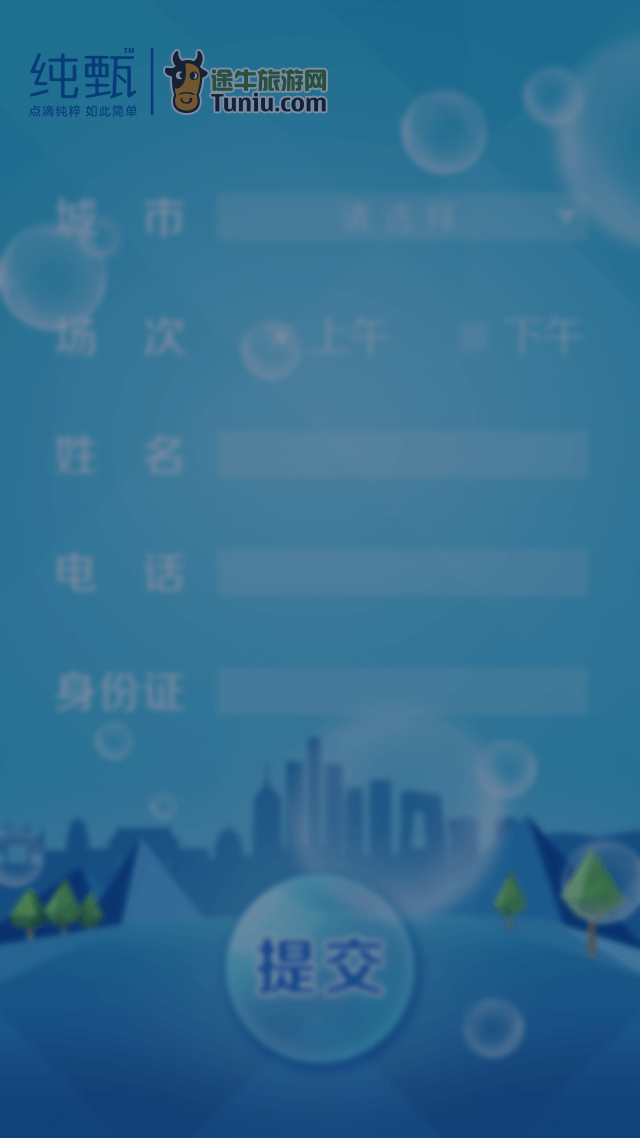 纯甄™
点滴纯粹 如此简单
途牛旅游网
Tuniu.com
城 市 请选择
场 次 上午 下午
姓 名
电 话
身份证
提交